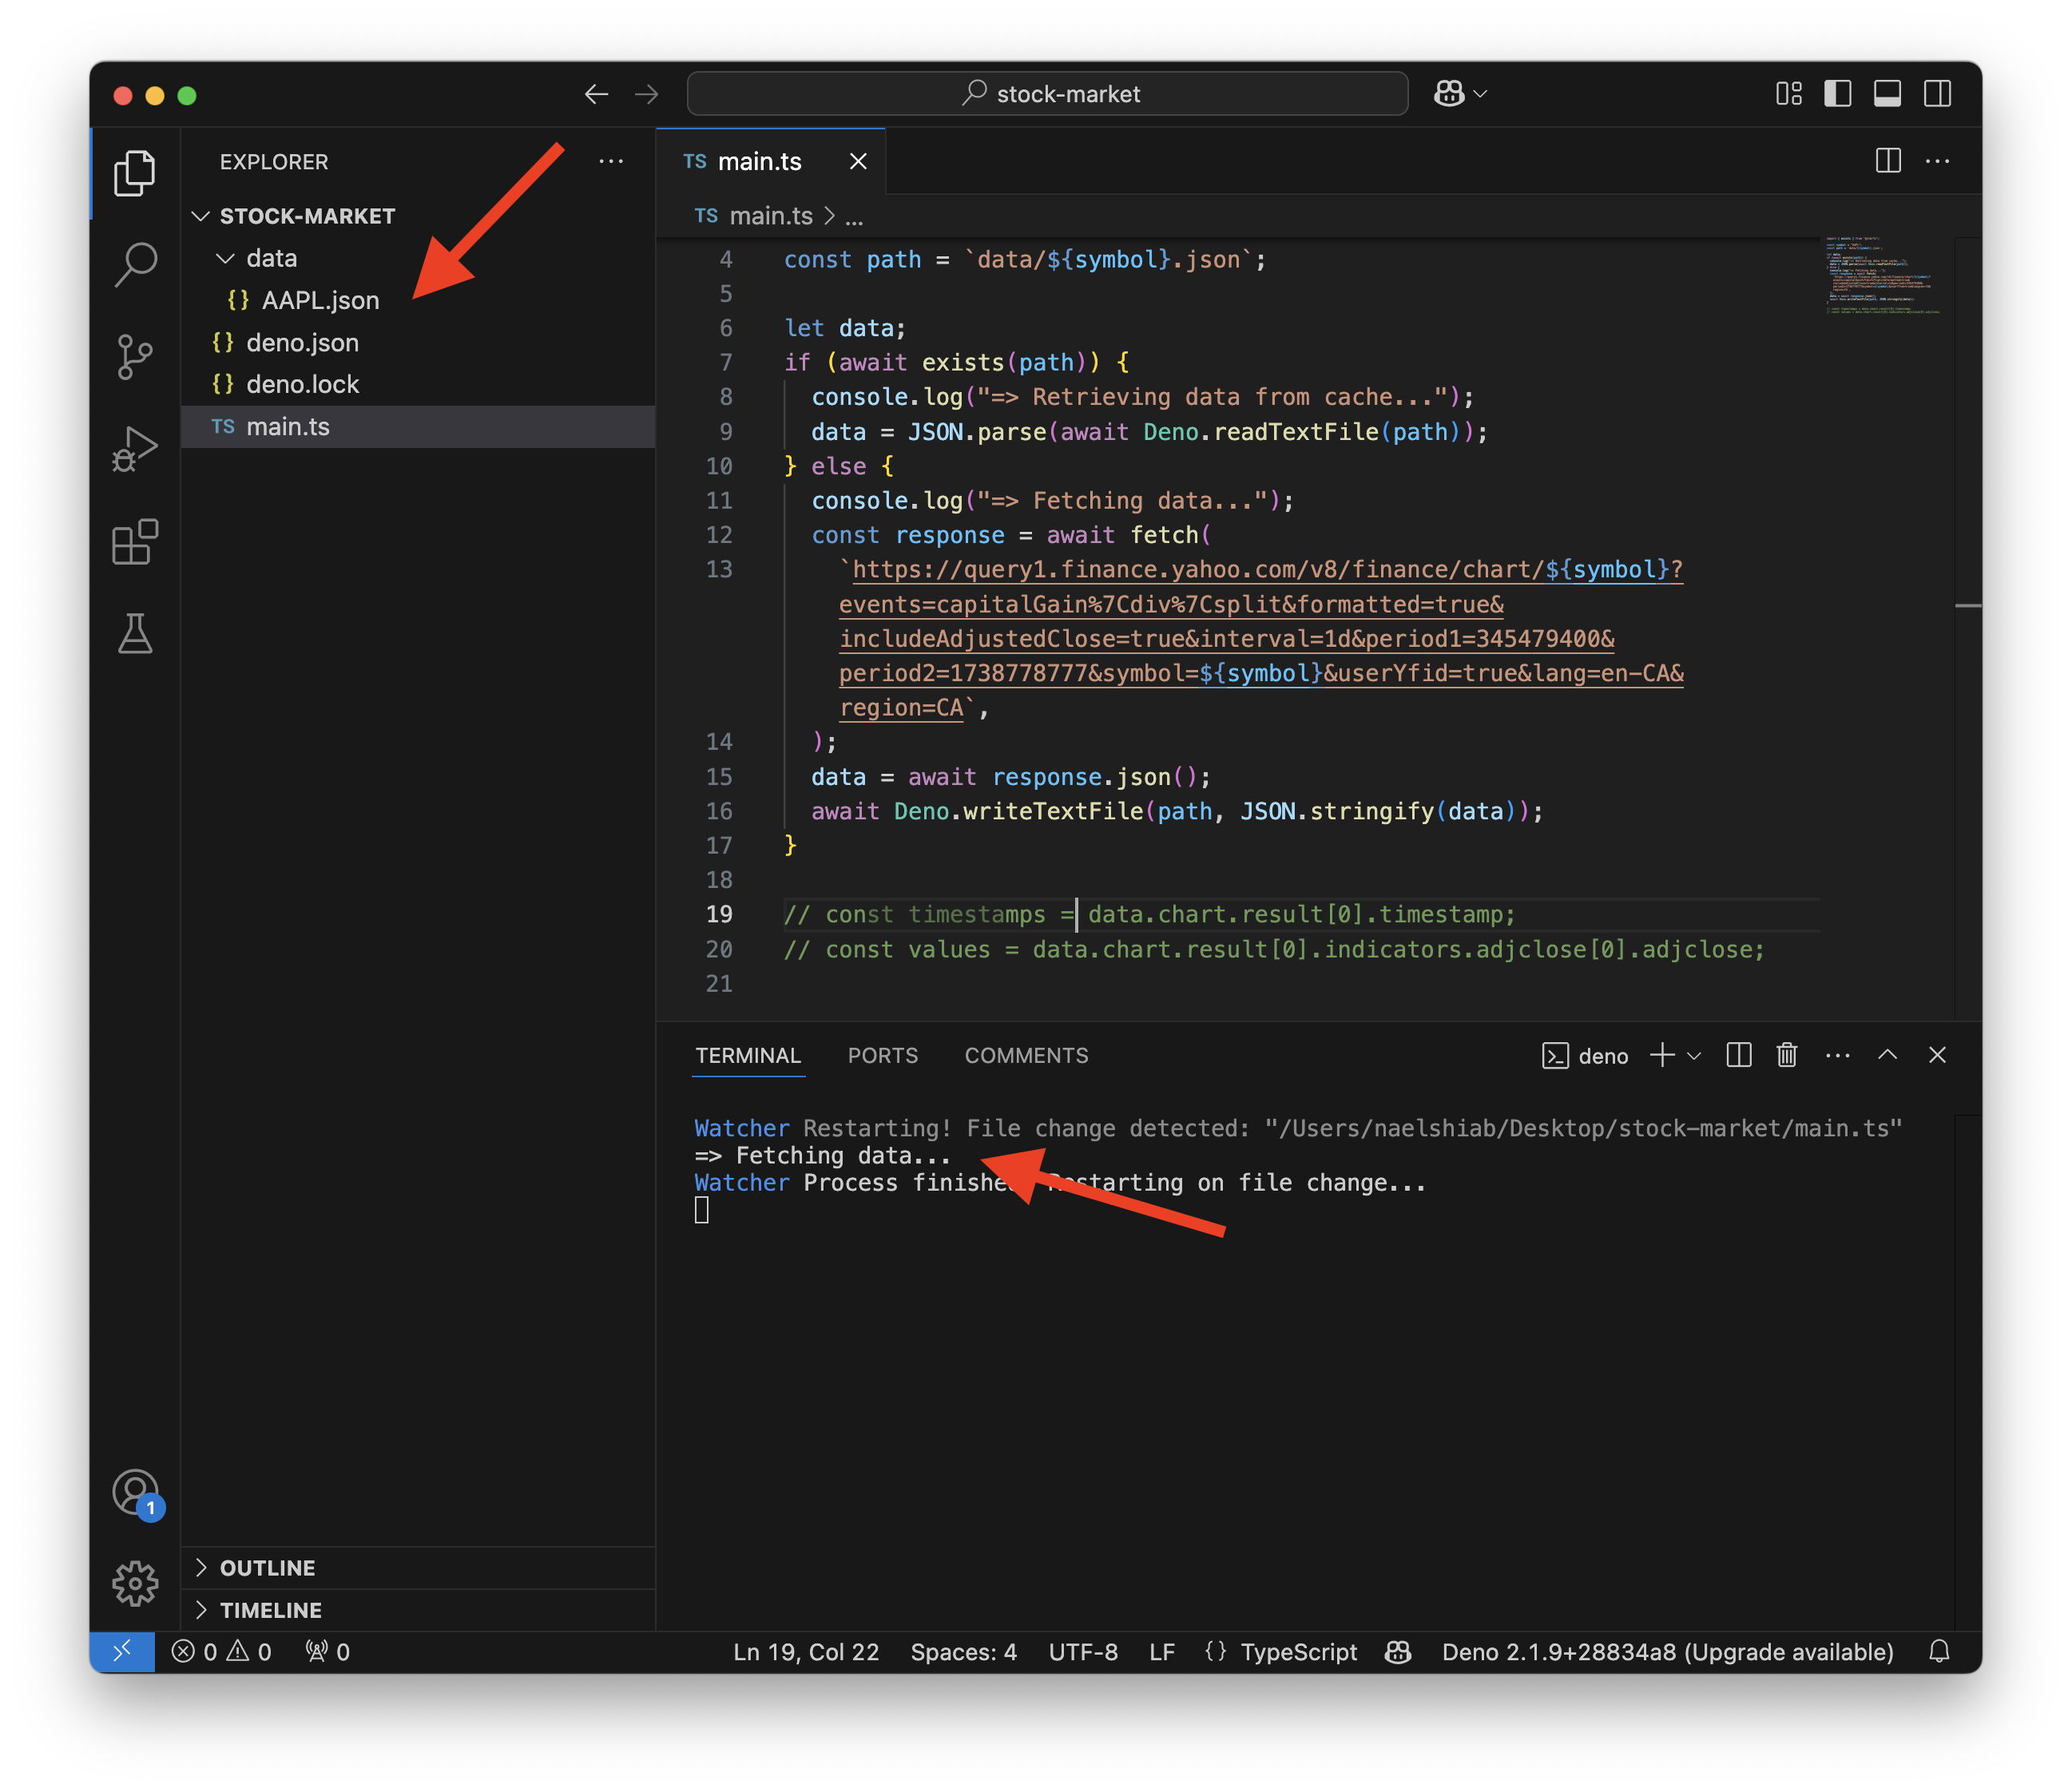 stock-market
EXPLORER
STOCK-MARKET
data
{} AAPL.json
{} deno.json
{} deno.lock
TS main.ts
OUTLINE
TIMELINE
1
TS main.ts
TS main.ts > ...
4 const path = `data/${symbol}.json`;
5
6 let data;
7 if (await exists(path)) {
8 console.log("=> Retrieving data from cache...");
9 data = JSON.parse(await Deno.readTextFile(path));
10 } else {
11 console.log("=> Fetching data...");
12 const response = await fetch(
13 `https://query1.finance.yahoo.com/v8/finance/chart/${symbol}?
events=capitalGain%7Cdiv%7Csplit&formatted=true&
includeAdjustedClose=true&interval=1d&period1=345479400&
period2=1738778777&symbol=${symbol}&userYfid=true&lang=en-CA&
region=CA`,
14 );
15 data = await response.json();
16 await Deno.writeTextFile(path, JSON.stringify(data));
17 }
18
19 // const timestamps = data.chart.result[0].timestamp;
20 // const values = data.chart.result[0].indicators.adjclose[0].adjclose;
21
TERMINAL PORTS COMMENTS deno
Watcher Restarting! File change detected: "/Users/naelshiab/Desktop/stock-market/main.ts"
=> Fetching data...
Watcher Process finished. Restarting on file change...
0 0 0 Ln 19, Col 22 Spaces: 4 UTF-8 LF {} TypeScript Deno 2.1.9+28834a8 (Upgrade available)